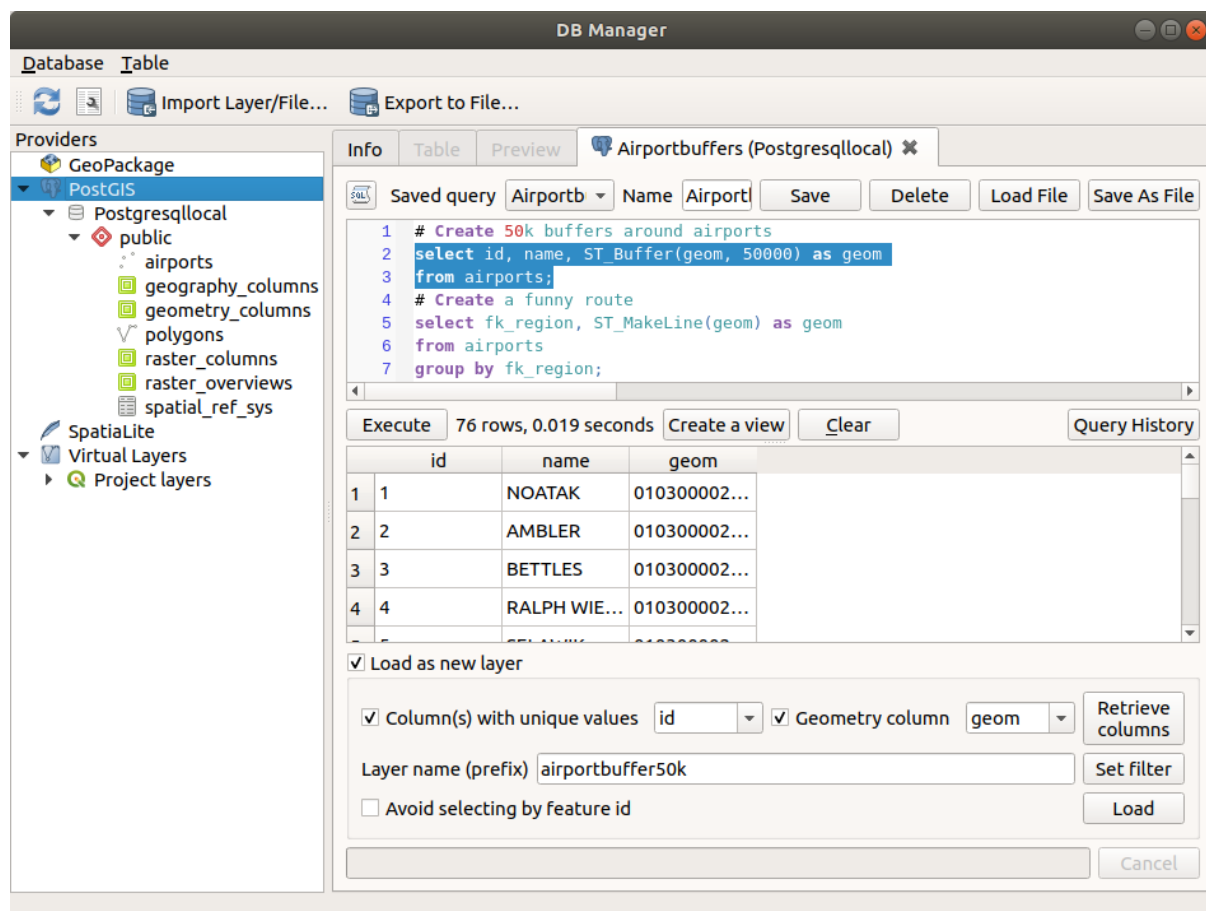 DB Manager
Database Table
Import Layer/File... Export to File...
Providers
GeoPackage
PostGIS
Postgresqllocal
public
airports
geography_columns
geometry_columns
polygons
raster_columns
raster_overviews
spatial_ref_sys
SpatiaLite
Virtual Layers
Project layers
Info Table Preview Airportbuffers (Postgresqllocal)
SQL Saved query Airportb Name Airportl Save Delete Load File Save As File
1 # Create 50k buffers around airports
2 select id, name, ST_Buffer(geom, 50000) as geom
3 from airports;
4 # Create a funny route
5 select fk_region, ST_MakeLine(geom) as geom
6 from airports
7 group by fk_region;
Execute 76 rows, 0.019 seconds Create a view Clear Query History
id name geom
1 1 NOATAK 010300002...
2 2 AMBLER 010300002...
3 3 BETTLES 010300002...
4 4 RALPH WIE... 010300002...
Load as new layer
Column(s) with unique values id Geometry column geom Retrieve columns
Layer name (prefix) airportbuffer50k Set filter
Avoid selecting by feature id Load
Cancel